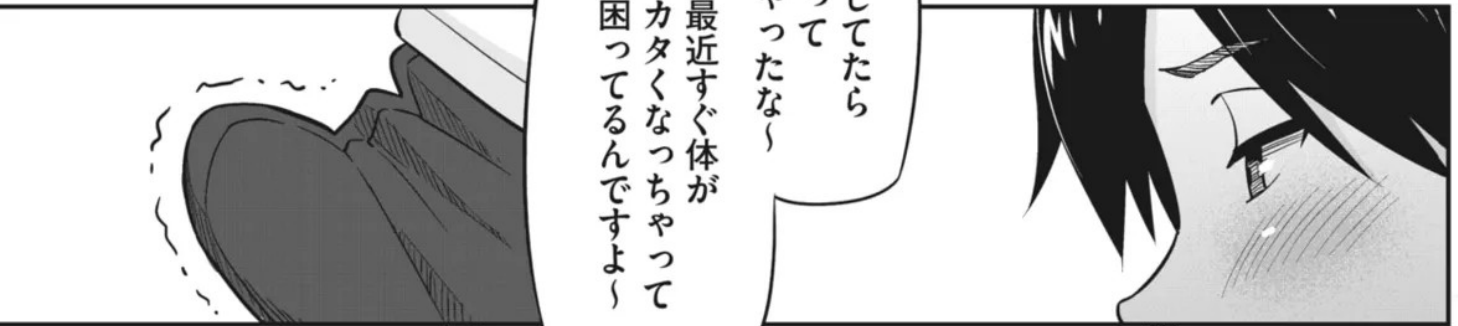 してたら
って
ゃったな～
最近すぐ体が
カタくなっちゃって
困ってるんですよ～